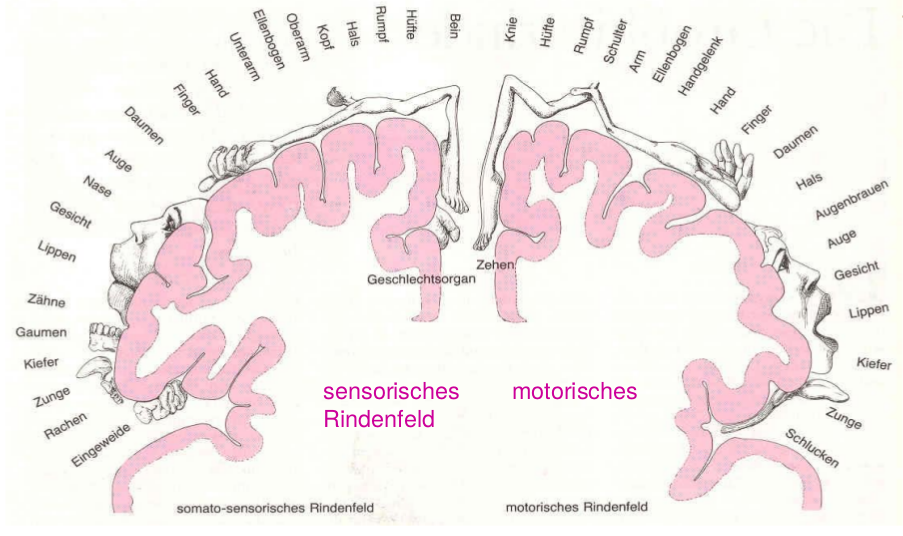 Eingeweide
Rachen
Zunge
Kiefer
Gaumen
Zähne
Lippen
Gesicht
Nase
Auge
Daumen
Finger
Hand
Unterarm
Ellenbogen
Oberarm
Kopf
Hals
Rumpf
Hüfte
Bein
Geschlechtsorgan
Knie
Hüfte
Rumpf
Schulter
Arm
Ellenbogen
Handgelenk
Hand
Finger
Daumen
Hals
Augenbrauen
Auge
Gesicht
Lippen
Kiefer
Zunge
Schlucken
Zehen
sensorisches
Rindenfeld
motorisches
somato-sensorisches Rindenfeld
motorisches Rindenfeld